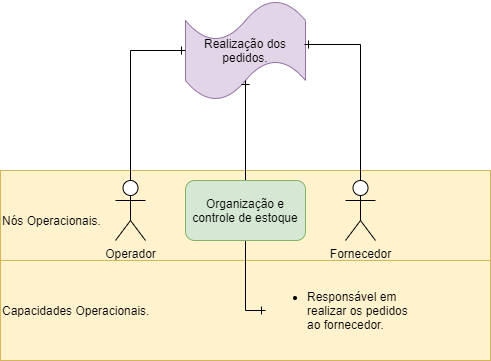 Realização dos
pedidos.
Organização e
controle de estoque
Nós Operacionais.
Operador
Fornecedor
Capacidades Operacionais.
• Responsável em
realizar os pedidos
ao fornecedor.